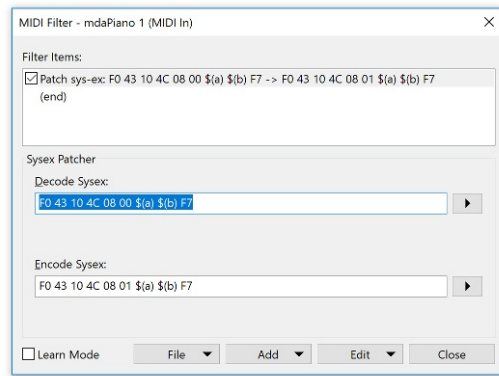 MIDI Filter - mdaPiano 1 (MIDI In)
Filter Items:
Patch sys-ex: F0 43 10 4C 08 00 $(a) $(b) F7 -> F0 43 10 4C 08 01 $(a) $(b) F7
(end)
Sysex Patcher
Decode Sysex:
F0 43 10 4C 08 00 $(a) $(b) F7
Encode Sysex:
F0 43 10 4C 08 01 $(a) $(b) F7
Learn Mode File Add Edit Close